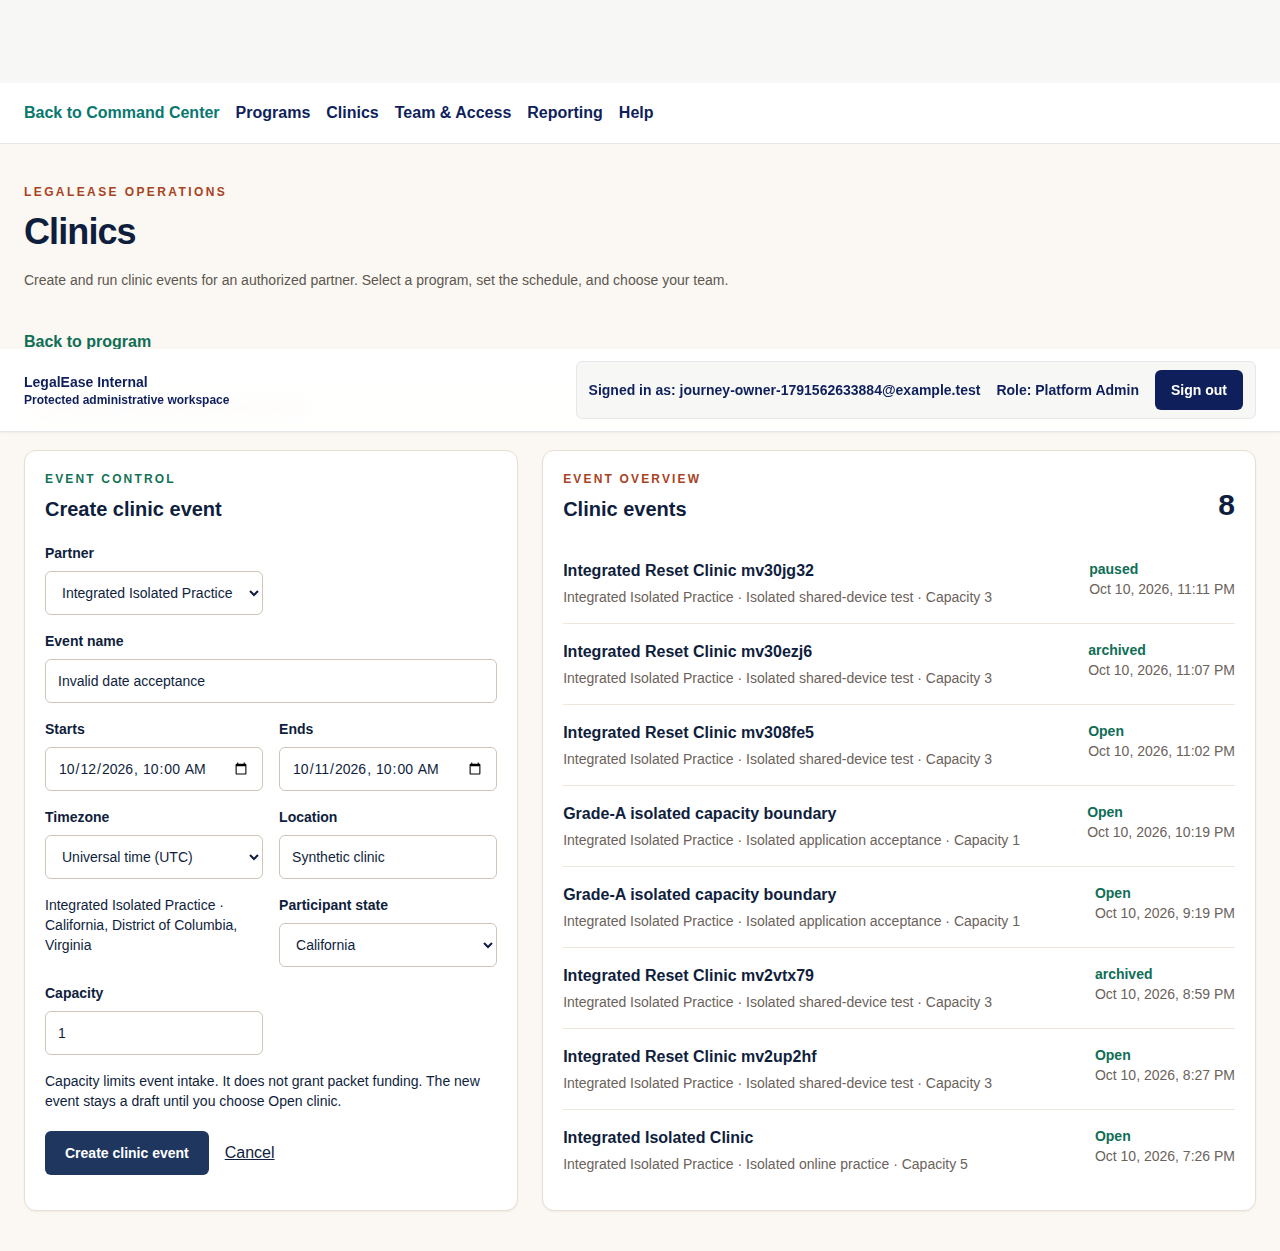 Back to Command Center Programs Clinics Team & Access Reporting Help
LEGALEASE OPERATIONS
Clinics
Create and run clinic events for an authorized partner. Select a program, set the schedule, and choose your team.
Back to program
LegalEase Internal
Protected administrative workspace
Signed in as: journey-owner-1791562633884@example.test Role: Platform Admin Sign out
EVENT CONTROL
Create clinic event
Partner
Integrated Isolated Practice
Event name
Invalid date acceptance
Starts Ends
10/12/2026, 10:00 AM 10/11/2026, 10:00 AM
Timezone Location
Universal time (UTC) Synthetic clinic
Integrated Isolated Practice ·
California, District of Columbia,
Virginia
Participant state
California
Capacity
1
Capacity limits event intake. It does not grant packet funding. The new
event stays a draft until you choose Open clinic.
Create clinic event Cancel
EVENT OVERVIEW
Clinic events 8
Integrated Reset Clinic mv30jg32 paused
Integrated Isolated Practice · Isolated shared-device test · Capacity 3 Oct 10, 2026, 11:11 PM
Integrated Reset Clinic mv30ezj6 archived
Integrated Isolated Practice · Isolated shared-device test · Capacity 3 Oct 10, 2026, 11:07 PM
Integrated Reset Clinic mv308fe5 Open
Integrated Isolated Practice · Isolated shared-device test · Capacity 3 Oct 10, 2026, 11:02 PM
Grade-A isolated capacity boundary Open
Integrated Isolated Practice · Isolated application acceptance · Capacity 1 Oct 10, 2026, 10:19 PM
Grade-A isolated capacity boundary Open
Integrated Isolated Practice · Isolated application acceptance · Capacity 1 Oct 10, 2026, 9:19 PM
Integrated Reset Clinic mv2vtx79 archived
Integrated Isolated Practice · Isolated shared-device test · Capacity 3 Oct 10, 2026, 8:59 PM
Integrated Reset Clinic mv2up2hf Open
Integrated Isolated Practice · Isolated shared-device test · Capacity 3 Oct 10, 2026, 8:27 PM
Integrated Isolated Clinic Open
Integrated Isolated Practice · Isolated online practice · Capacity 5 Oct 10, 2026, 7:26 PM